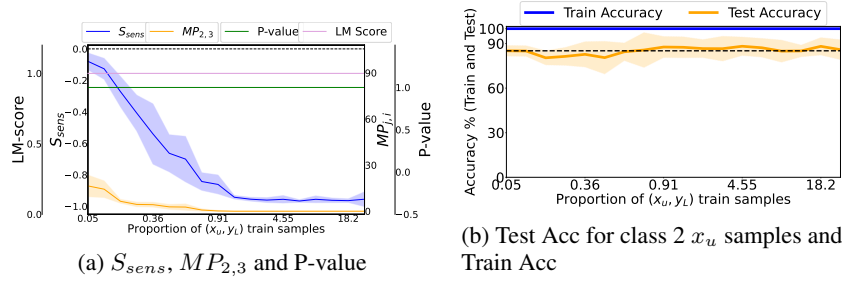 S_sens MP_2,3 P-value LM Score
LM-score
1.0
0.5
0.0
S_sens
0.0
−0.2
−0.4
−0.6
−0.8
−1.0
0.05 0.36 0.91 4.55 18.2
Proportion of (x_u, y_L) train samples
90
60
30
0
MP_j,i
1.0
0.5
0.0
−0.5
P-value
(a) S_sens, MP_2,3 and P-value
Train Accuracy Test Accuracy
Accuracy % (Train and Test)
100
90
60
30
0
0.05 0.36 0.91 4.55 18.2
Proportion of (x_u, y_L) train samples
(b) Test Acc for class 2 x_u samples and
Train Acc